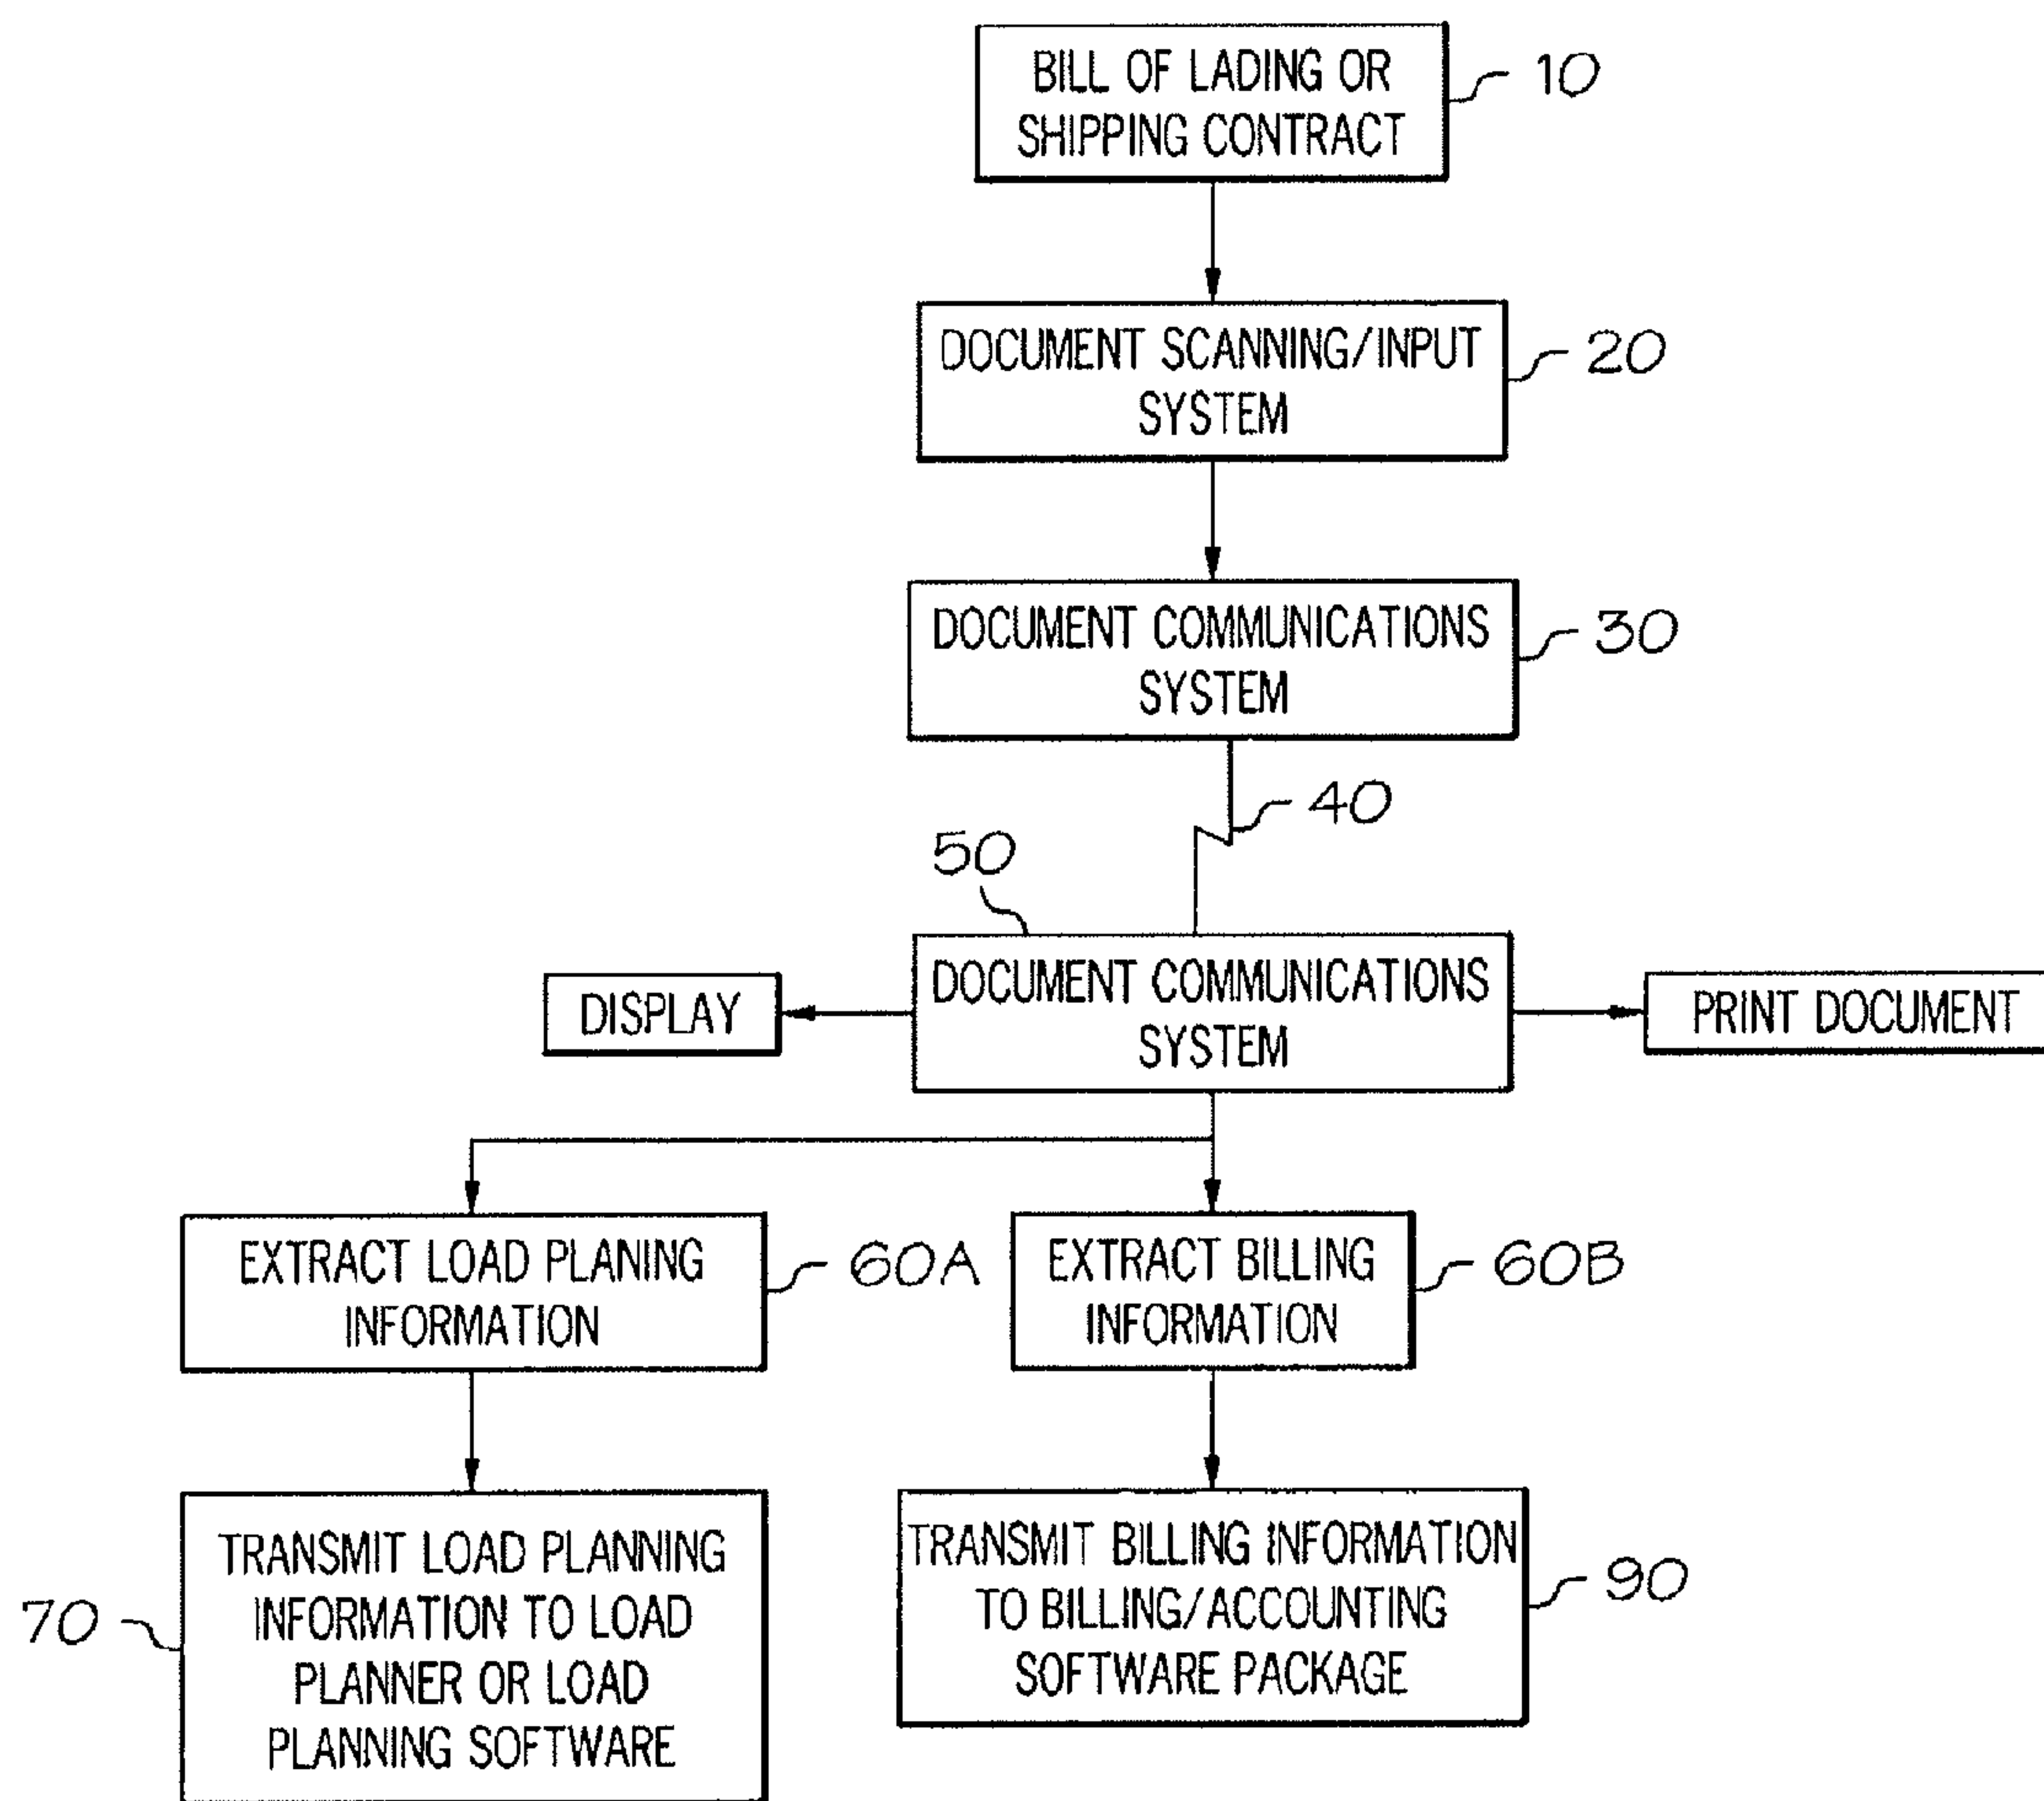 BILL OF LADING OR
SHIPPING CONTRACT
10
DOCUMENT SCANNING/INPUT
SYSTEM
20
DOCUMENT COMMUNICATIONS
SYSTEM
30
40
50
DISPLAY
DOCUMENT COMMUNICATIONS
SYSTEM
PRINT DOCUMENT
EXTRACT LOAD PLANING
INFORMATION
60A
EXTRACT BILLING
INFORMATION
60B
70
TRANSMIT LOAD PLANNING
INFORMATION TO LOAD
PLANNER OR LOAD
PLANNING SOFTWARE
TRANSMIT BILLING INFORMATION
TO BILLING/ACCOUNTING
SOFTWARE PACKAGE
90